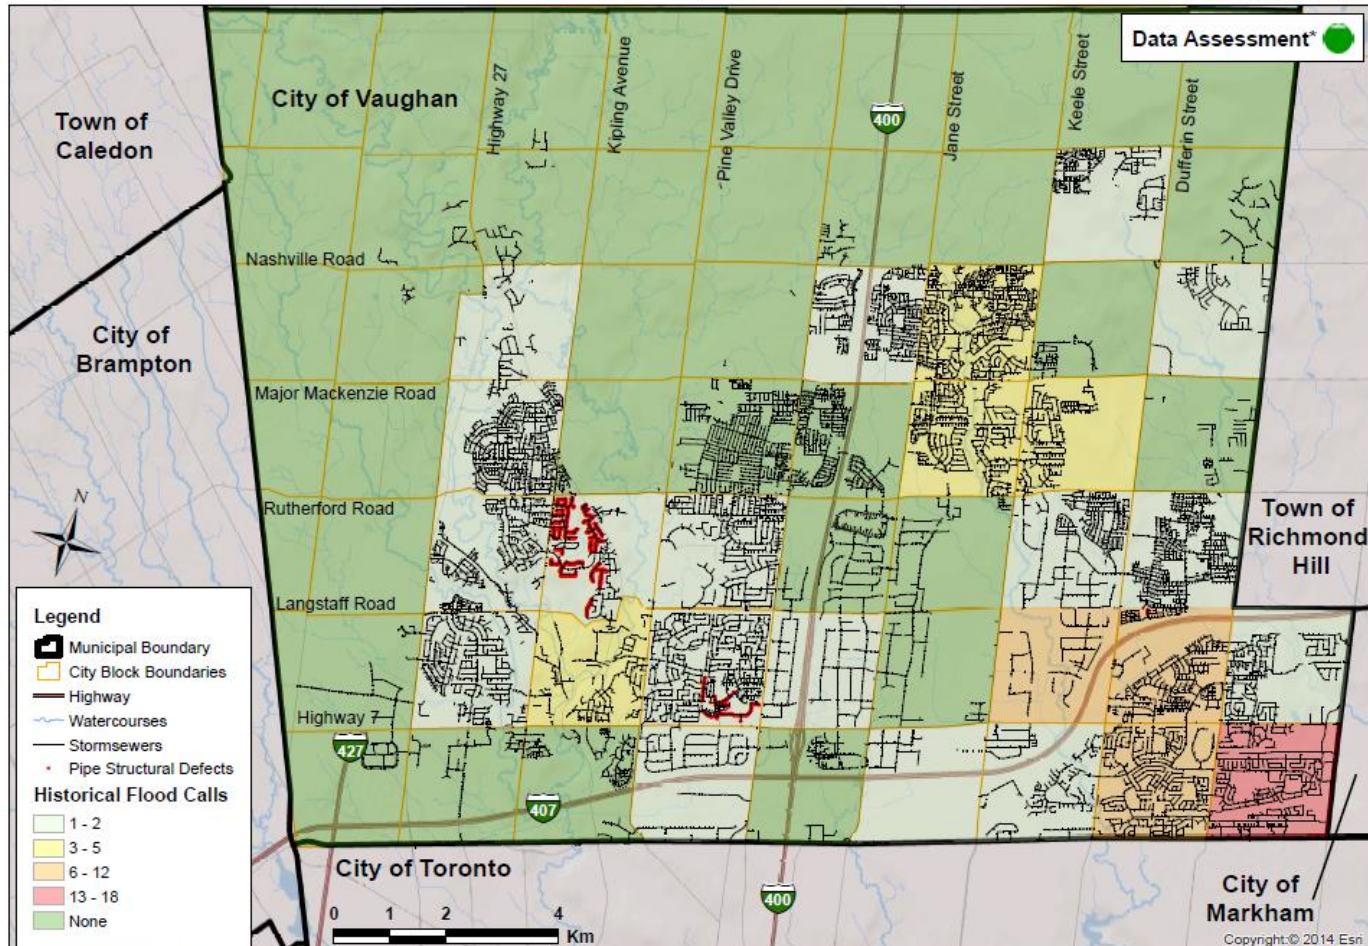 Data Assessment*
City of Vaughan
Town of
Caledon
Highway 27
Kipling Avenue
Pine Valley Drive
400
Jane Street
Keele Street
Dufferin Street
Nashville Road
City of
Brampton
Major Mackenzie Road
N
Rutherford Road
Town of
Richmond
Hill
Langstaff Road
Highway 7
427
407
Legend
Municipal Boundary
City Block Boundaries
Highway
Watercourses
Stormsewers
Pipe Structural Defects
Historical Flood Calls
1 - 2
3 - 5
6 - 12
13 - 18
None
City of Toronto
400
0 1 2 4
Km
City of
Markham
Copyright:© 2014 Esri